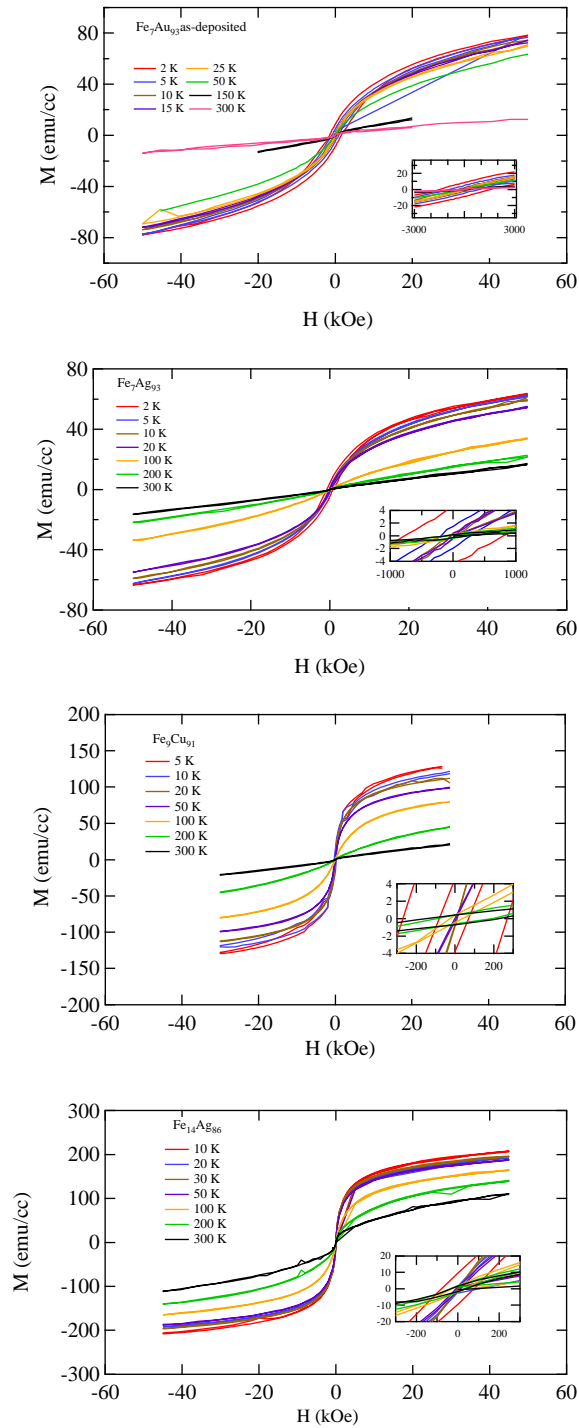 Fe7Au93as-deposited
2 K 25 K
5 K 50 K
10 K 150 K
15 K 300 K
M (emu/cc)
80
40
0
-40
-80
20
0
-20
-3000 3000
-60 -40 -20 0 20 40 60
H (kOe)
Fe7Ag93
2 K
5 K
10 K
20 K
100 K
200 K
300 K
M (emu/cc)
80
40
0
-40
-80
4
2
0
-2
-4
-1000 0 1000
-60 -40 -20 0 20 40 60
H (kOe)
Fe9Cu91
5 K
10 K
20 K
50 K
100 K
200 K
300 K
M (emu/cc)
200
150
100
50
0
-50
-100
-150
-200
4
2
0
-2
-4
-200 0 200
-60 -40 -20 0 20 40 60
H (kOe)
Fe14Ag86
10 K
20 K
30 K
50 K
100 K
200 K
300 K
M (emu/cc)
300
200
100
0
-100
-200
-300
20
10
0
-10
-20
-200 0 200
-60 -40 -20 0 20 40 60
H (kOe)